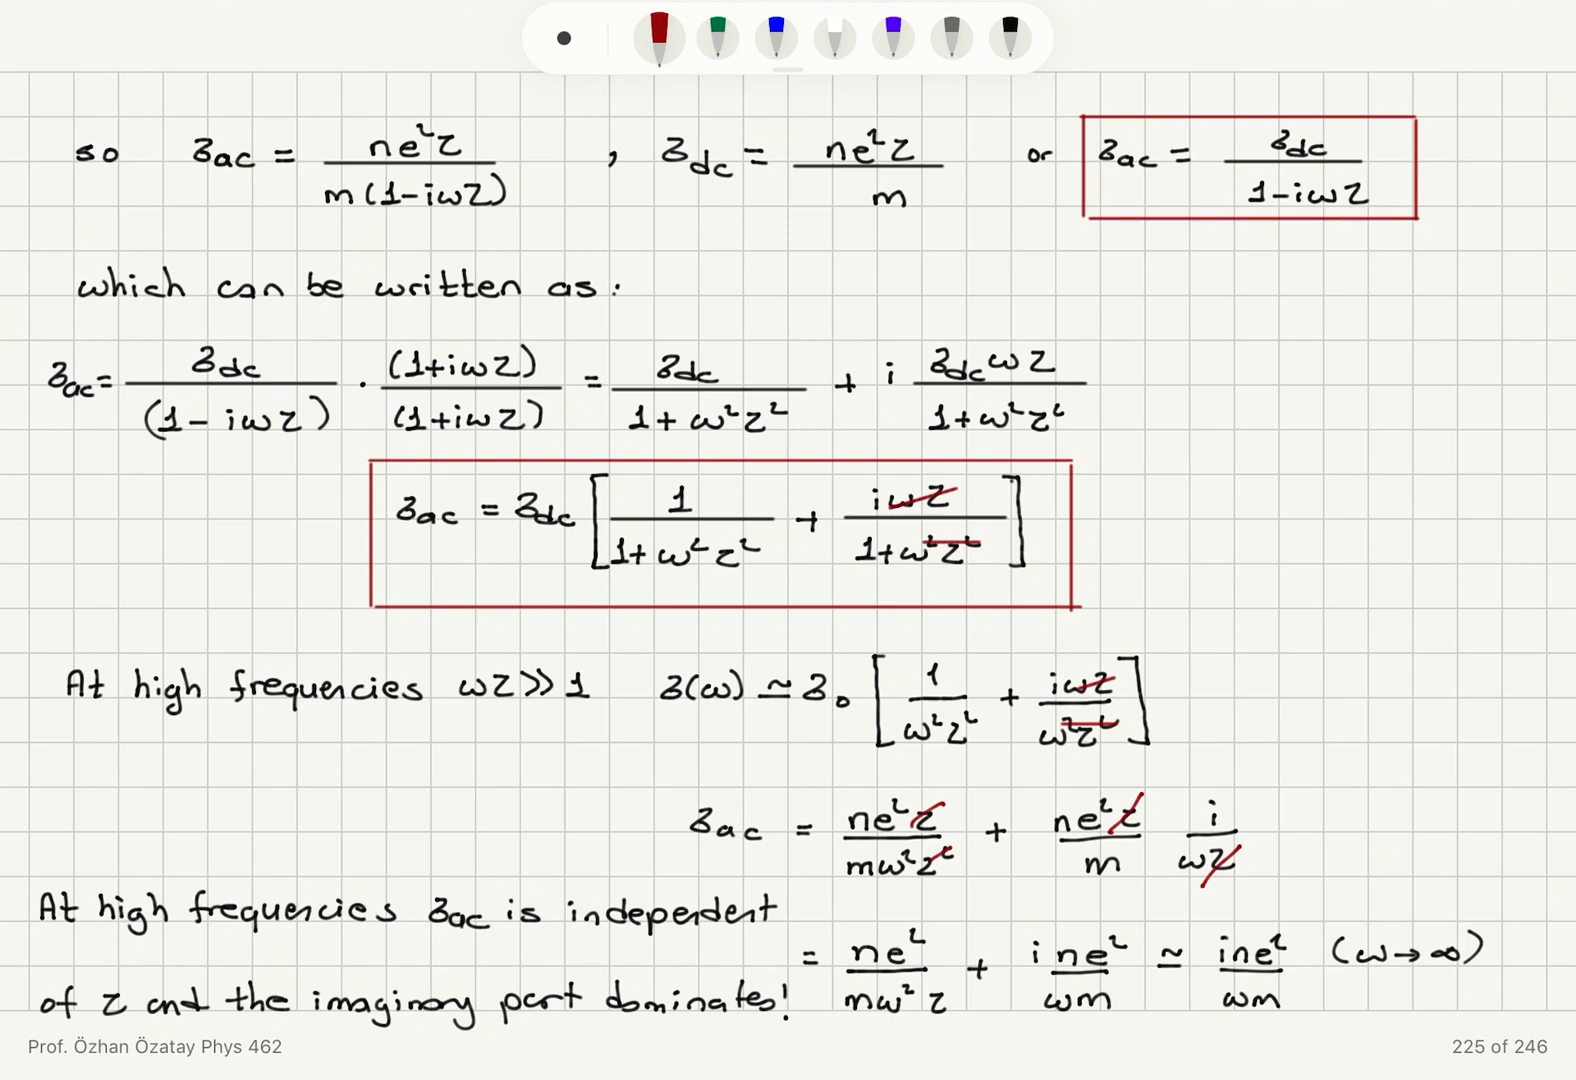 so σac = ne²τ / m(1-iωτ) , σdc = ne²τ / m or σac = σdc / 1-iωτ
which can be written as:
σac = σdc / (1-iωτ) · (1+iωτ) / (1+iωτ) = σdc / 1+ω²τ² + i σdc ωτ / 1+ω²τ²
σac = σdc [ 1 / 1+ω²τ² + iωτ / 1+ω²τ² ]
At high frequencies ωτ >> 1 σ(ω) ≃ σ₀ [ 1 / ω²τ² + iωτ / ω²τ² ]
σac = ne²τ / mω²τ² + ne²τ / m i / ωτ
At high frequencies σac is independent
= ne² / mω²τ + ine² / ωm ≃ ine² / ωm (ω→∞)
of τ and the imaginary part dominates!
Prof. Özhan Özatay Phys 462
225 of 246